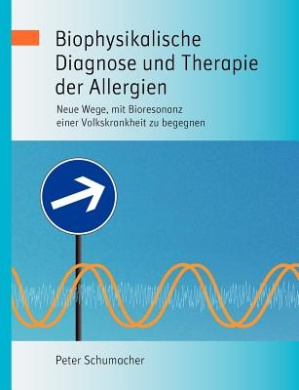 Biophysikalische
Diagnose und Therapie
der Allergien
Neue Wege, mit Bioresonanz
einer Volkskrankheit zu begegnen
Peter Schumacher